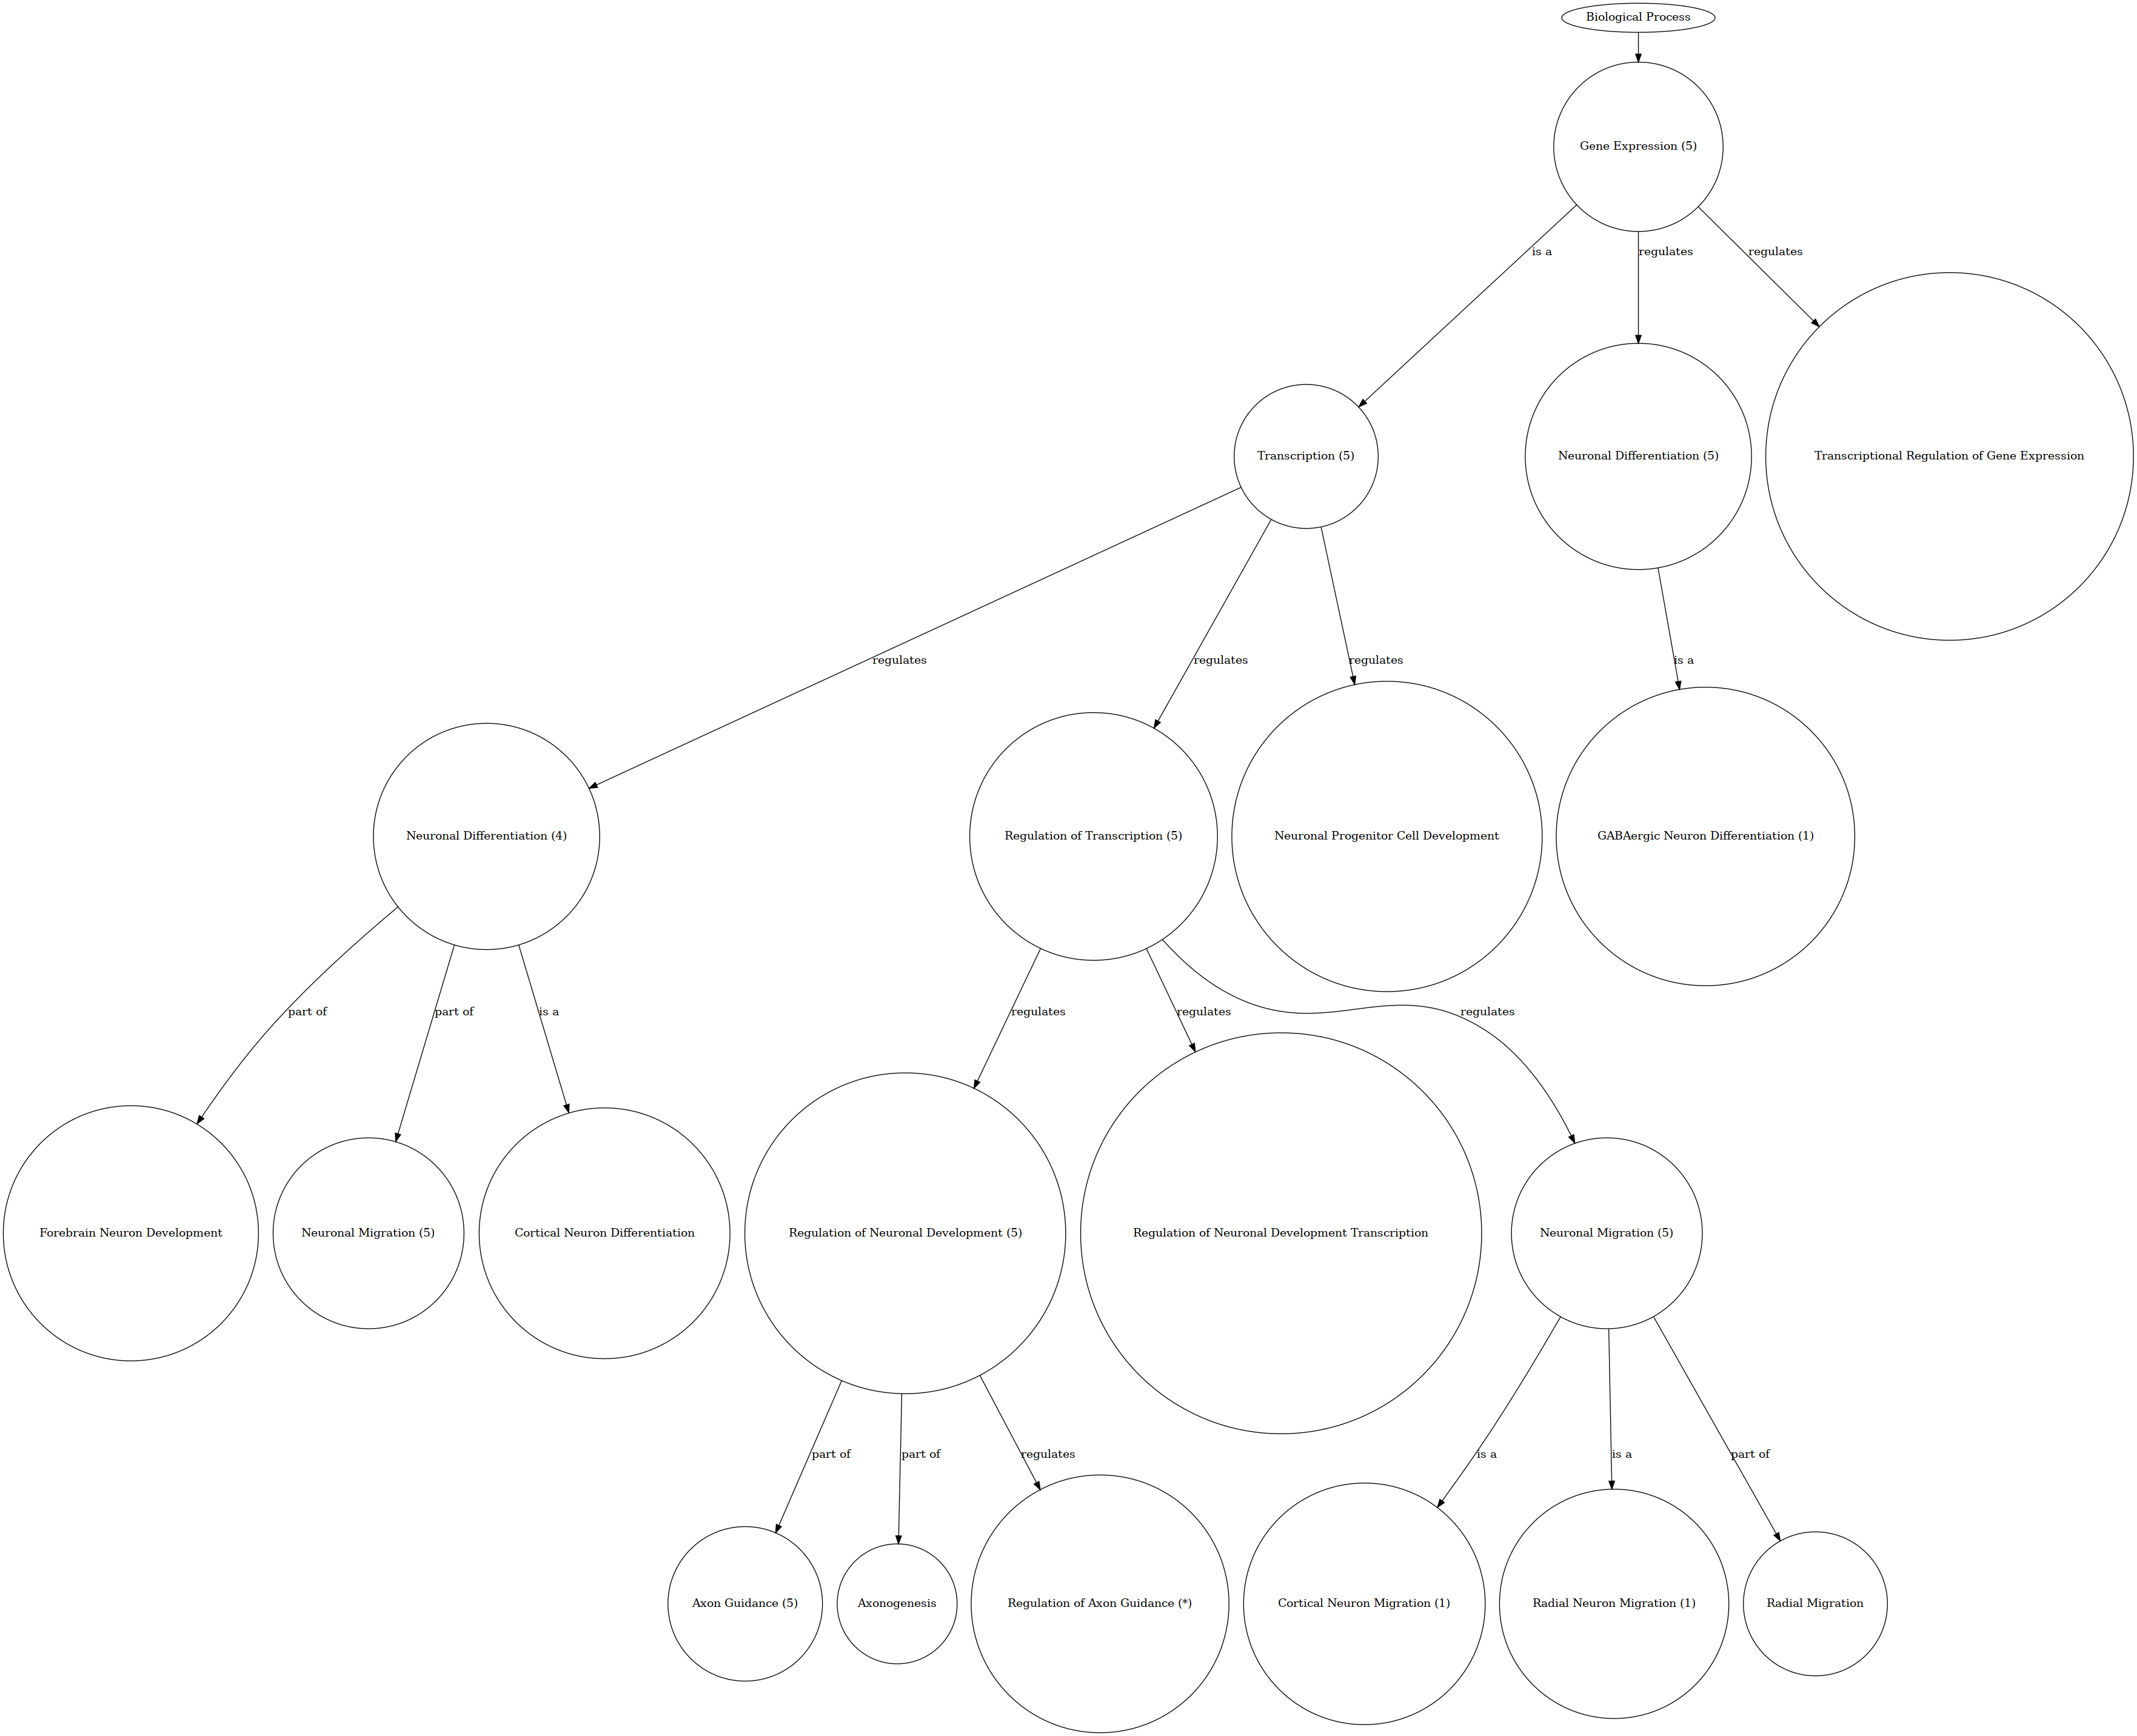 Biological Process
Gene Expression (5)
is a
regulates
regulates
Transcription (5)
Neuronal Differentiation (5)
Transcriptional Regulation of Gene Expression
regulates
regulates
regulates
is a
Neuronal Differentiation (4)
Regulation of Transcription (5)
Neuronal Progenitor Cell Development
GABAergic Neuron Differentiation (1)
part of
part of
is a
regulates
regulates
regulates
Forebrain Neuron Development
Neuronal Migration (5)
Cortical Neuron Differentiation
Regulation of Neuronal Development (5)
Regulation of Neuronal Development Transcription
Neuronal Migration (5)
part of
part of
regulates
is a
is a
part of
Axon Guidance (5)
Axonogenesis
Regulation of Axon Guidance (*)
Cortical Neuron Migration (1)
Radial Neuron Migration (1)
Radial Migration